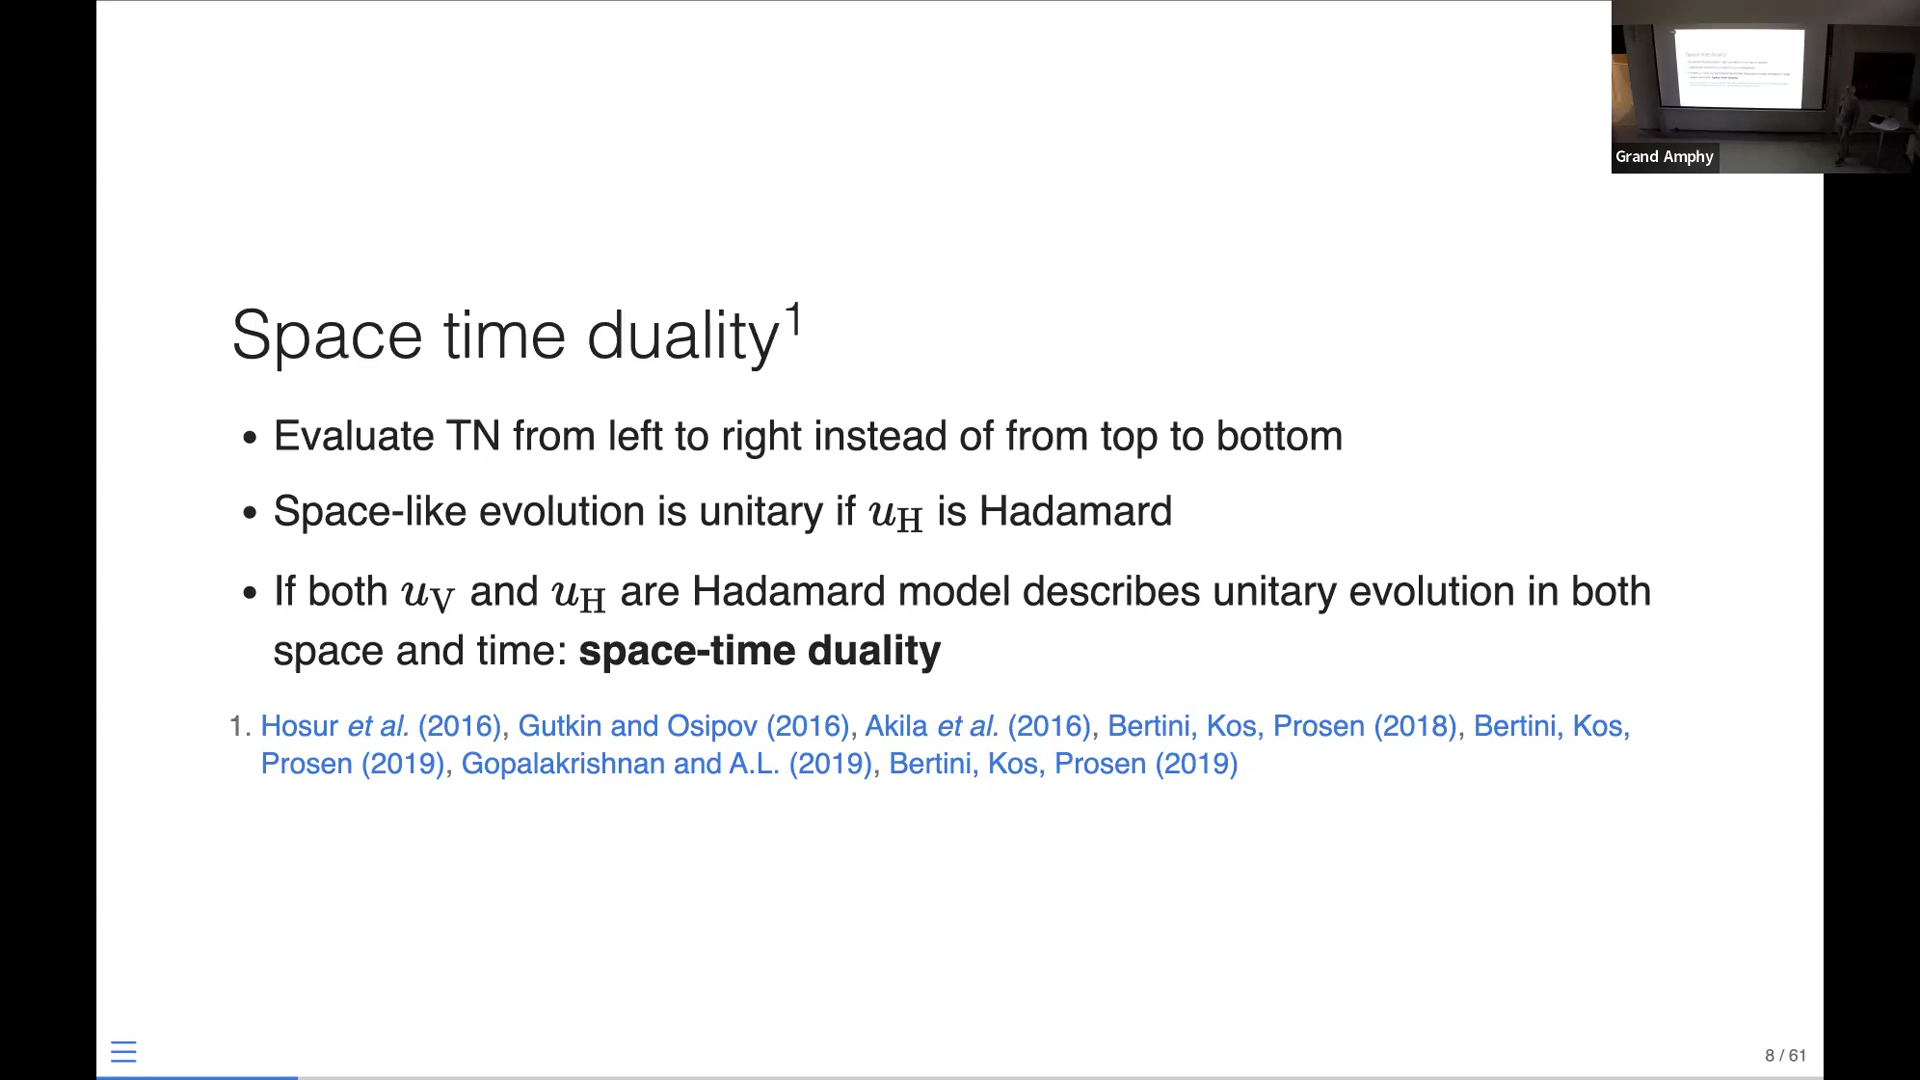 Grand Amphy
Space time duality¹
• Evaluate TN from left to right instead of from top to bottom
• Space-like evolution is unitary if u_H is Hadamard
• If both u_V and u_H are Hadamard model describes unitary evolution in both
space and time: space-time duality
1. Hosur et al. (2016), Gutkin and Osipov (2016), Akila et al. (2016), Bertini, Kos, Prosen (2018), Bertini, Kos,
Prosen (2019), Gopalakrishnan and A.L. (2019), Bertini, Kos, Prosen (2019)
8 / 61